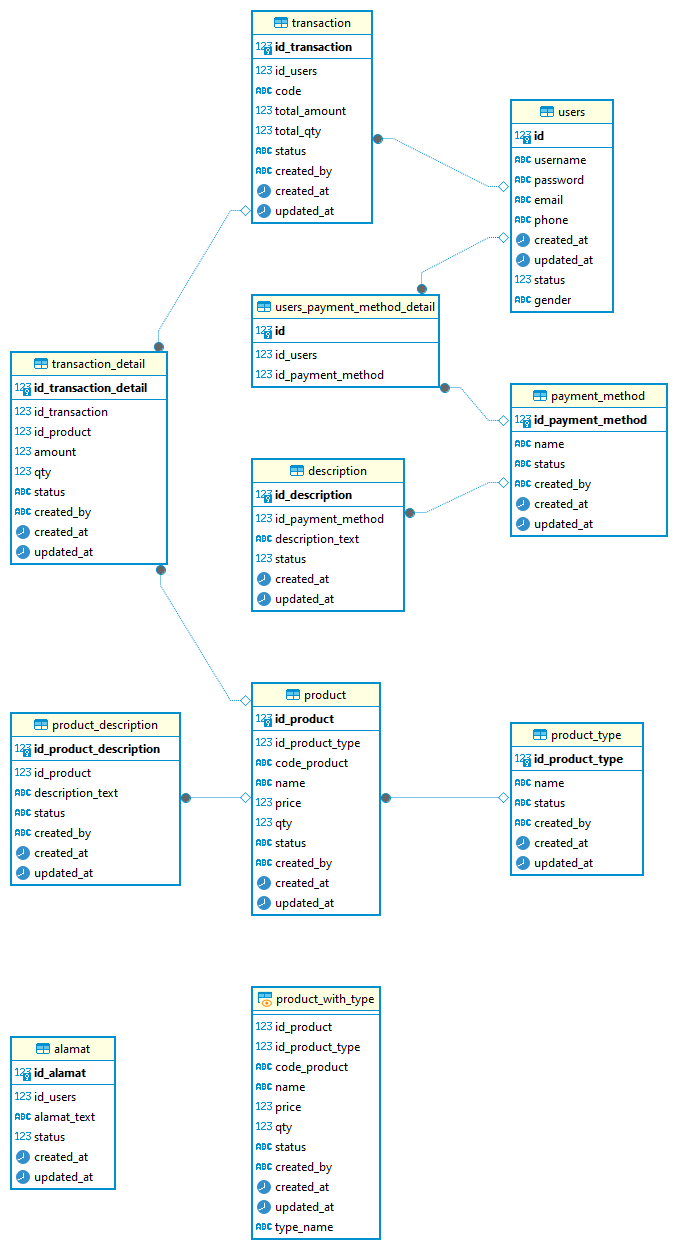 transaction
123 id_transaction
123 id_users
ABC code
123 total_amount
123 total_qty
ABC status
ABC created_by
created_at
updated_at
users
123 id
ABC username
ABC password
ABC email
ABC phone
created_at
updated_at
123 status
ABC gender
users_payment_method_detail
123 id
123 id_users
123 id_payment_method
transaction_detail
123 id_transaction_detail
123 id_transaction
123 id_product
123 amount
123 qty
ABC status
ABC created_by
created_at
updated_at
payment_method
123 id_payment_method
ABC name
ABC status
ABC created_by
created_at
updated_at
description
123 id_description
123 id_payment_method
ABC description_text
123 status
created_at
updated_at
product_description
123 id_product_description
123 id_product
ABC description_text
ABC status
ABC created_by
created_at
updated_at
product
123 id_product
123 id_product_type
ABC code_product
ABC name
123 price
123 qty
ABC status
ABC created_by
created_at
updated_at
product_type
123 id_product_type
ABC name
ABC status
ABC created_by
created_at
updated_at
alamat
123 id_alamat
123 id_users
ABC alamat_text
123 status
created_at
updated_at
product_with_type
123 id_product
123 id_product_type
ABC code_product
ABC name
123 price
123 qty
ABC status
ABC created_by
created_at
updated_at
ABC type_name